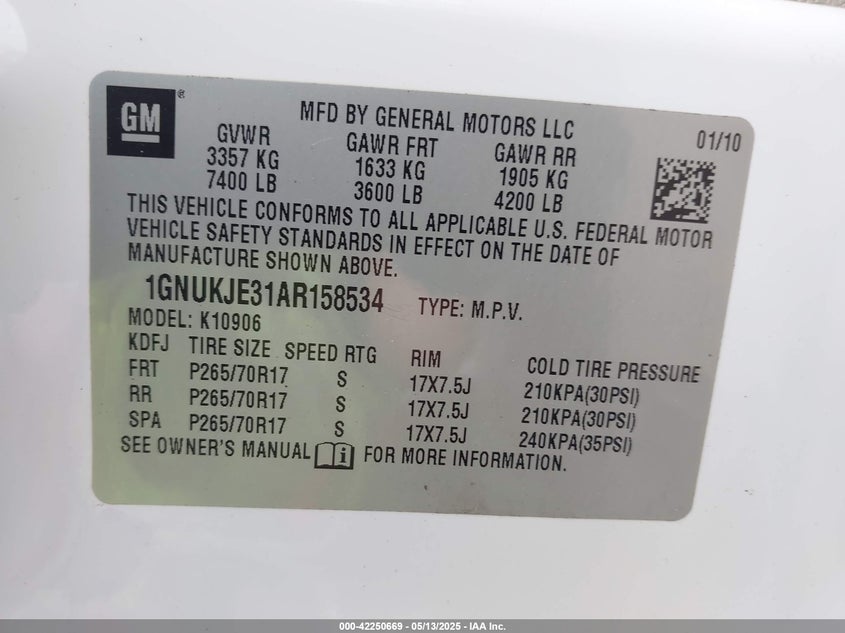 GM®
MFD BY GENERAL MOTORS LLC
01/10
GVWR GAWR FRT GAWR RR
3357 KG 1633 KG 1905 KG
7400 LB 3600 LB 4200 LB
THIS VEHICLE CONFORMS TO ALL APPLICABLE U.S. FEDERAL MOTOR
VEHICLE SAFETY STANDARDS IN EFFECT ON THE DATE OF
MANUFACTURE SHOWN ABOVE.
1GNUKJE31AR158534 TYPE: M.P.V.
MODEL: K10906
KDFJ TIRE SIZE SPEED RTG RIM COLD TIRE PRESSURE
FRT P265/70R17 S 17X7.5J 210KPA(30PSI)
RR P265/70R17 S 17X7.5J 210KPA(30PSI)
SPA P265/70R17 S 17X7.5J 240KPA(35PSI)
SEE OWNER'S MANUAL i FOR MORE INFORMATION.
000-42250669 - 05/13/2025 - IAA Inc.